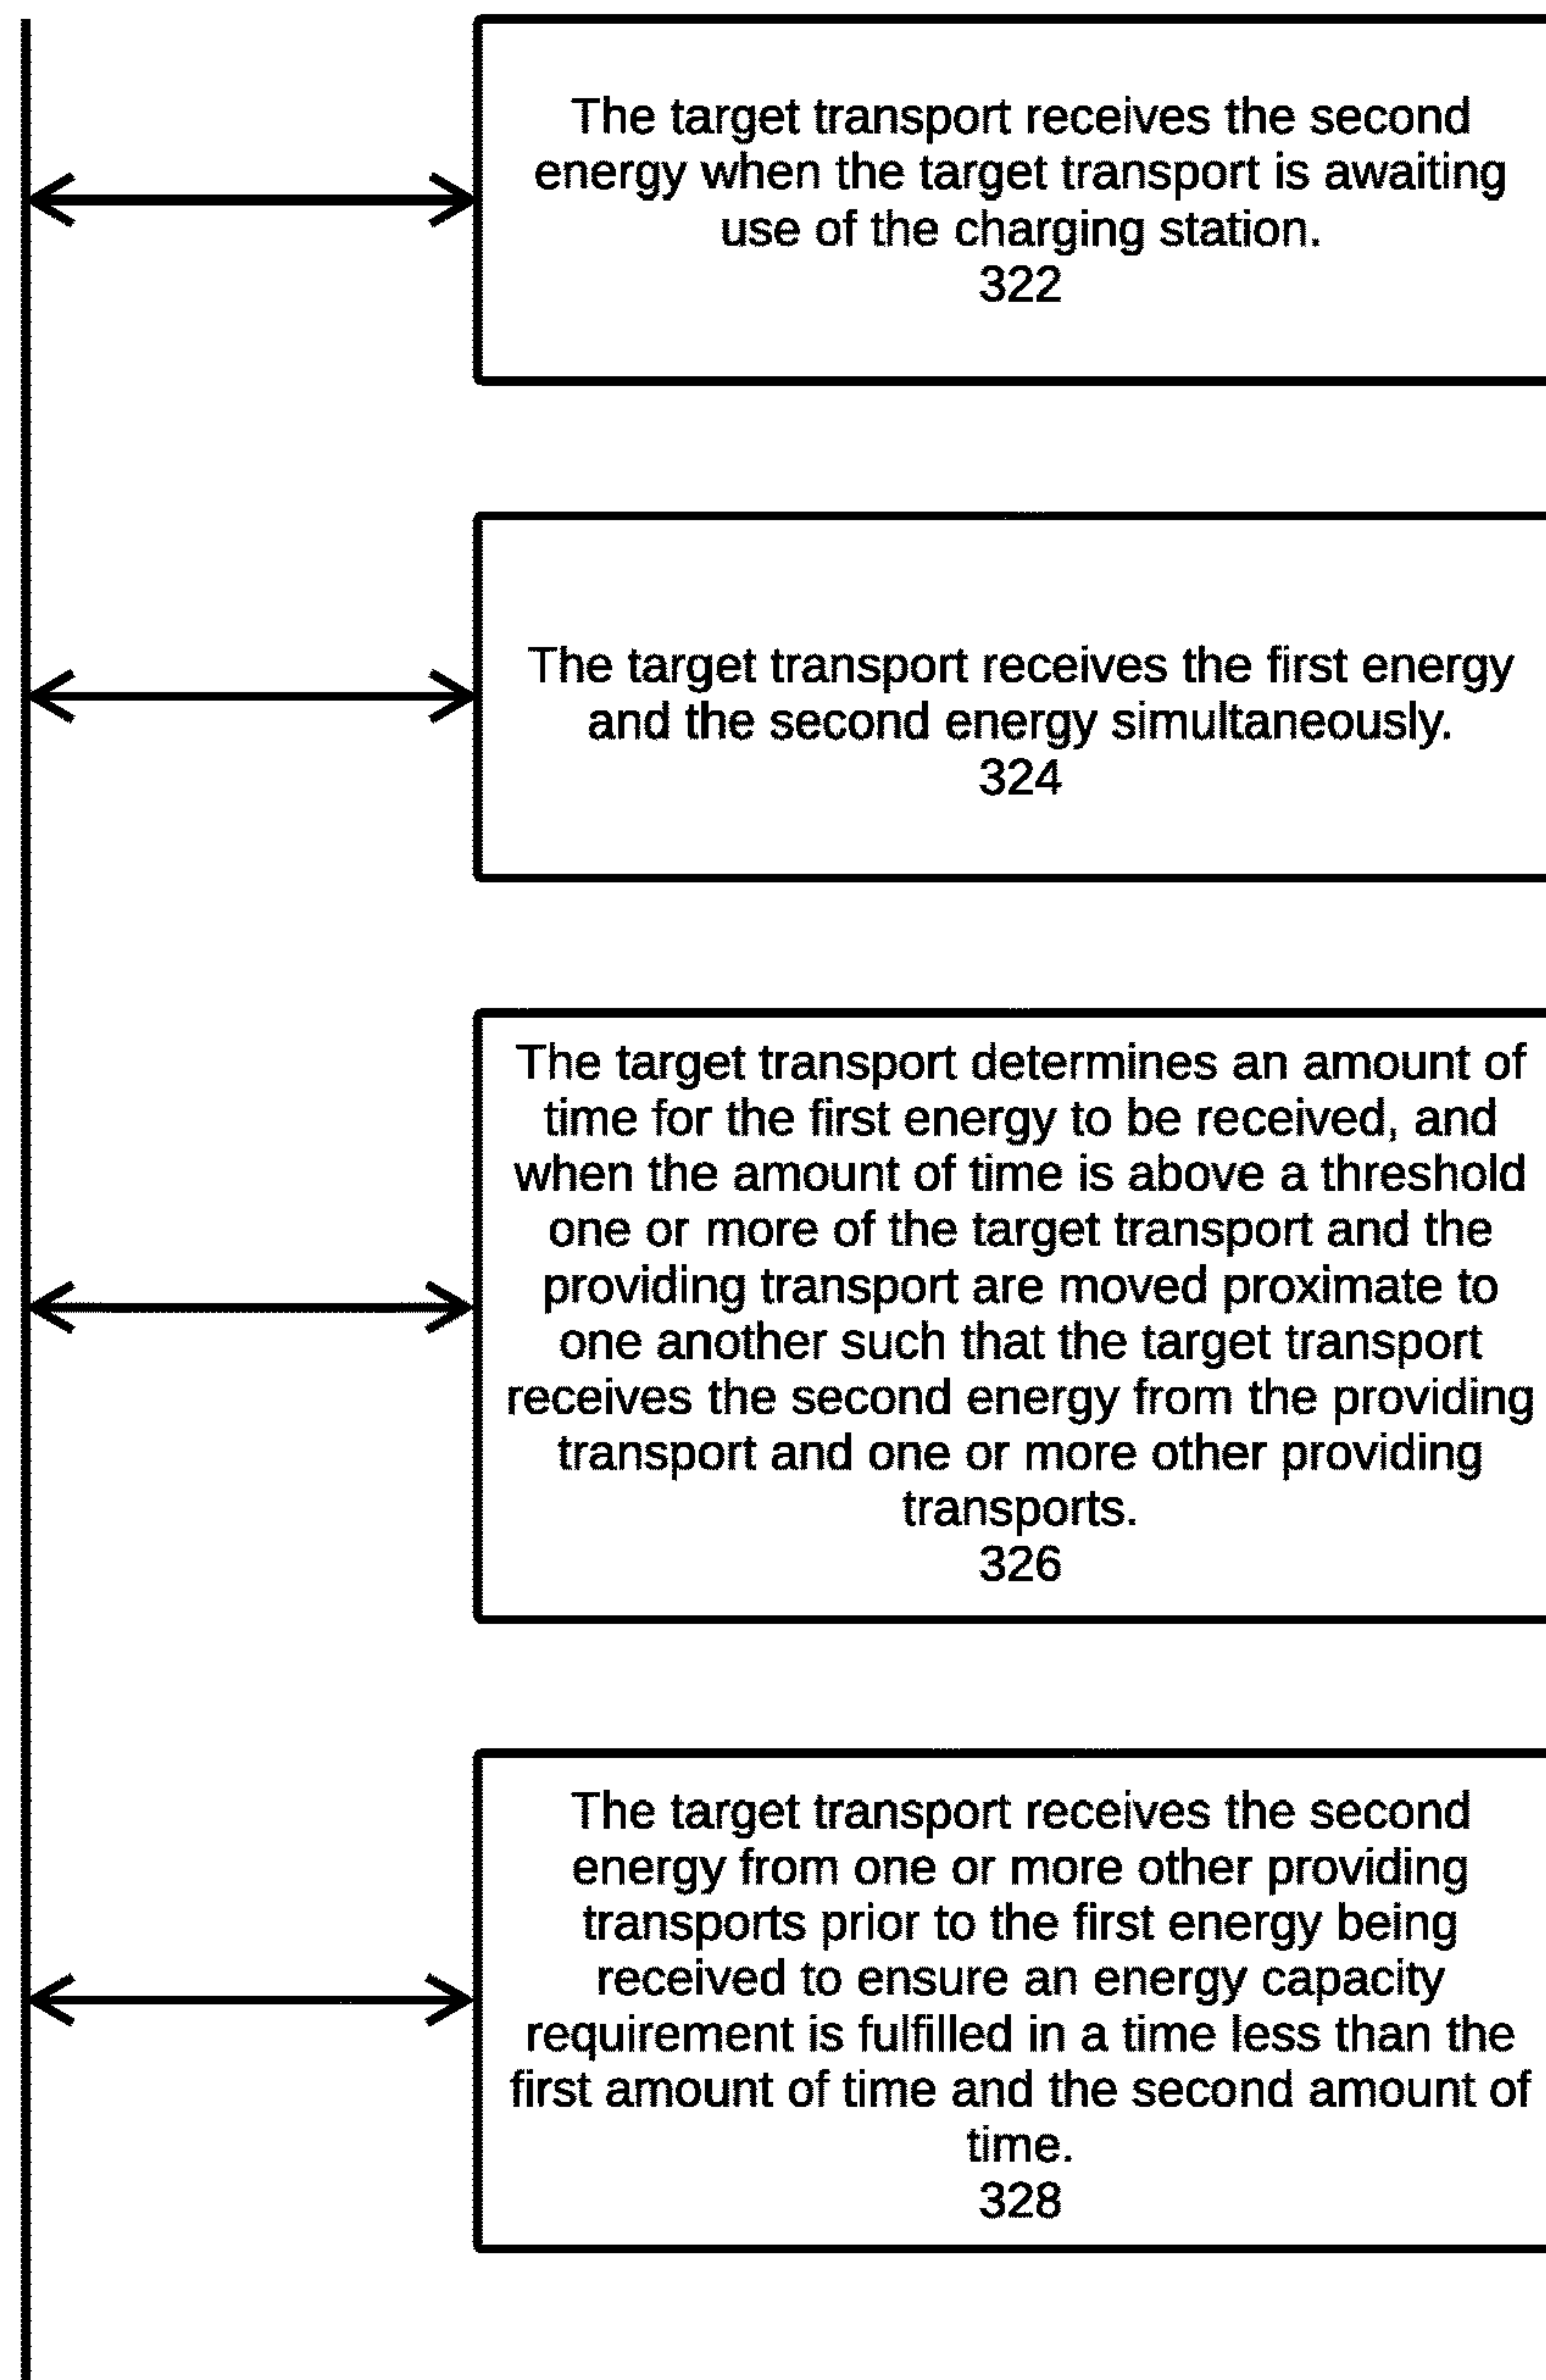 The target transport receives the second
energy when the target transport is awaiting
use of the charging station.
322
The target transport receives the first energy
and the second energy simultaneously.
324
The target transport determines an amount of
time for the first energy to be received, and
when the amount of time is above a threshold
one or more of the target transport and the
providing transport are moved proximate to
one another such that the target transport
receives the second energy from the providing
transport and one or more other providing
transports.
326
The target transport receives the second
energy from one or more other providing
transports prior to the first energy being
received to ensure an energy capacity
requirement is fulfilled in a time less than the
first amount of time and the second amount of
time.
328